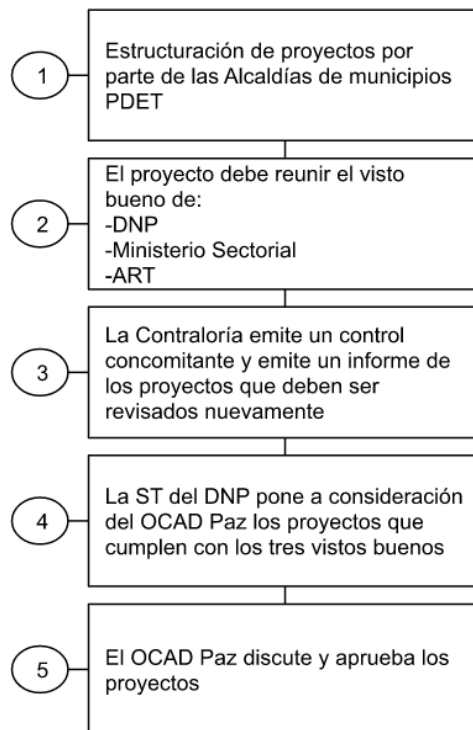 1
Estructuración de proyectos por
parte de las Alcaldías de municipios
PDET
2
El proyecto debe reunir el visto
bueno de:
-DNP
-Ministerio Sectorial
-ART
3
La Contraloría emite un control
concomitante y emite un informe de
los proyectos que deben ser
revisados nuevamente
4
La ST del DNP pone a consideración
del OCAD Paz los proyectos que
cumplen con los tres vistos buenos
5
El OCAD Paz discute y aprueba los
proyectos